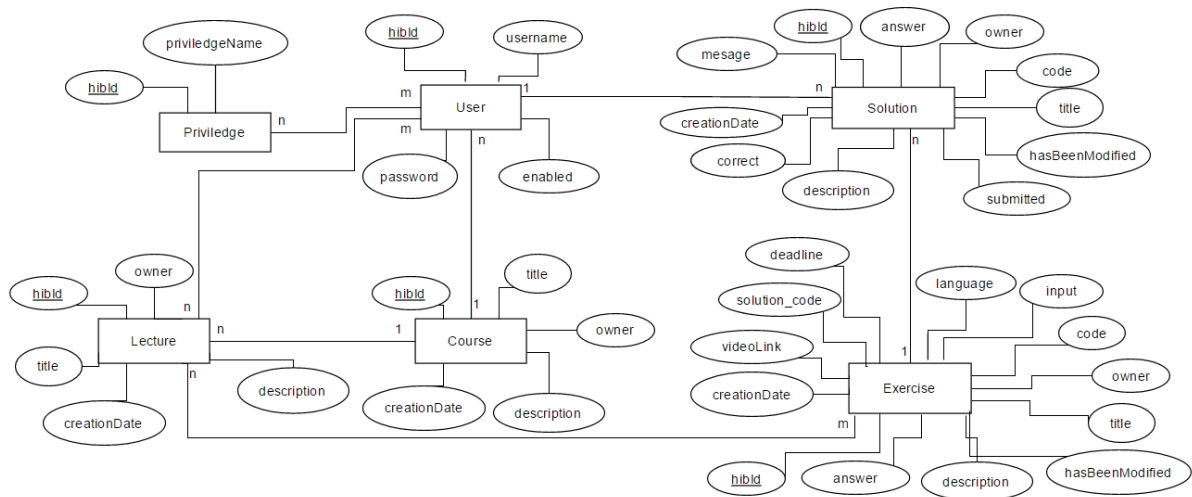 priviledgeName
hibId
Priviledge
n
m
m
hibId
username
User
1
n
password
enabled
n
mesage
hibId
answer
owner
code
title
hasBeenModified
submitted
description
correct
creationDate
Solution
n
hibId
owner
Lecture
n
n
n
title
creationDate
description
hibId
title
owner
Course
1
1
creationDate
description
deadline
solution_code
videoLink
creationDate
language
input
code
owner
title
hasBeenModified
Exercise
1
m
hibId
answer
description